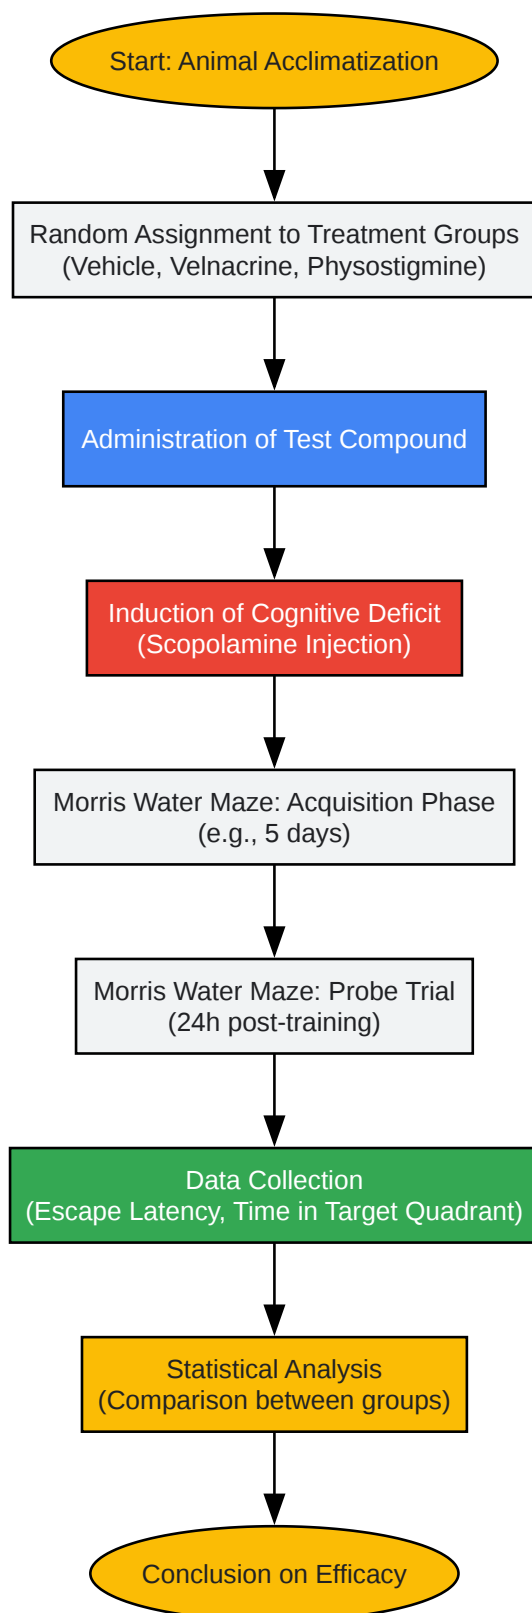 Start: Animal Acclimatization
Random Assignment to Treatment Groups
(Vehicle, Velnacrine, Physostigmine)
Administration of Test Compound
Induction of Cognitive Deficit
(Scopolamine Injection)
Morris Water Maze: Acquisition Phase
(e.g., 5 days)
Morris Water Maze: Probe Trial
(24h post-training)
Data Collection
(Escape Latency, Time in Target Quadrant)
Statistical Analysis
(Comparison between groups)
Conclusion on Efficacy